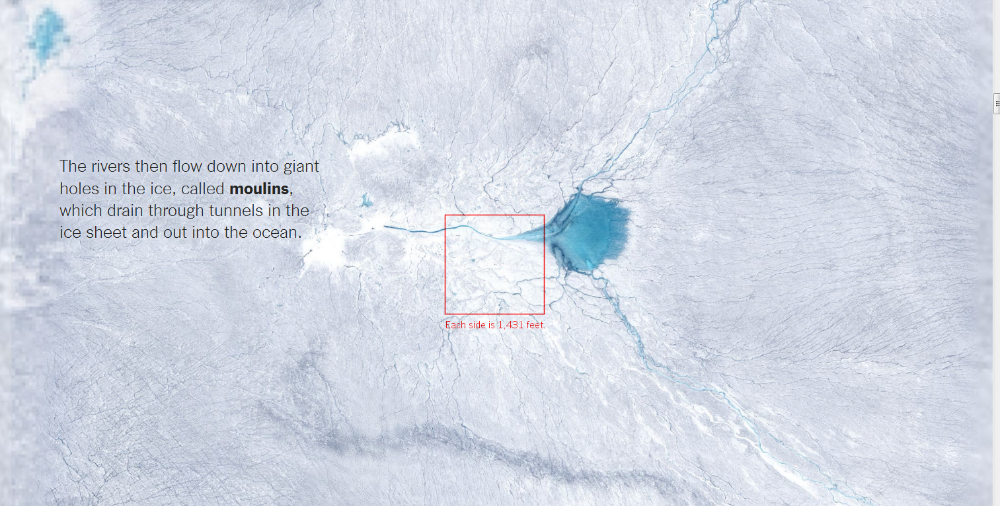 The rivers then flow down into giant
holes in the ice, called moulins,
which drain through tunnels in the
ice sheet and out into the ocean.
Each side is 1,431 feet.